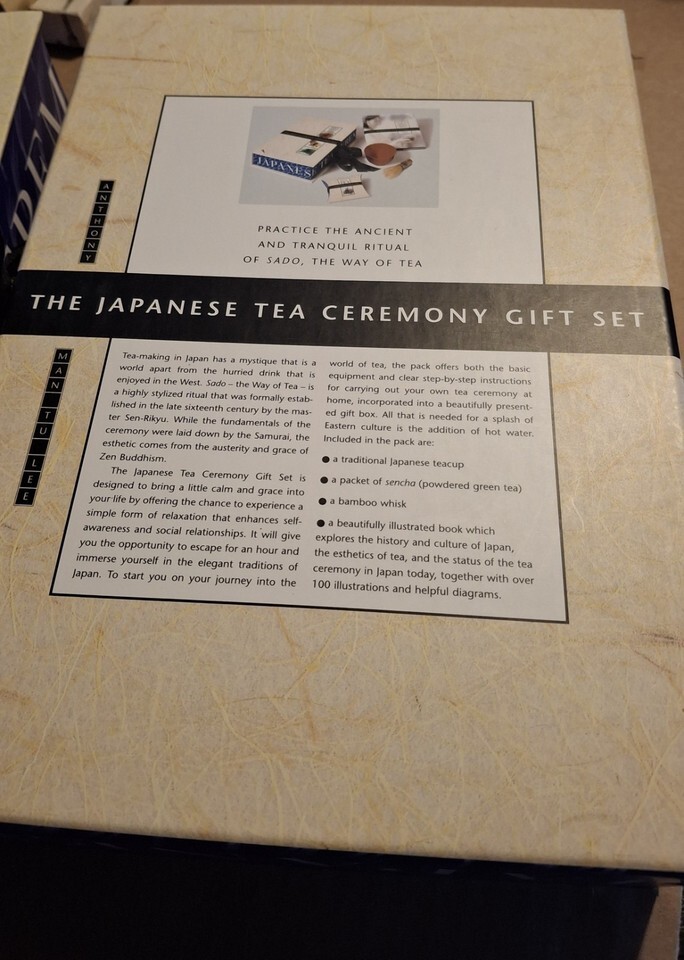 JAPANES
PRACTICE THE ANCIENT
AND TRANQUIL RITUAL
OF SADO, THE WAY OF TEA
ANTHONY
THE JAPANESE TEA CEREMONY GIFT SET
MAN TU LEE
Tea-making in Japan has a mystique that is a
world apart from the hurried drink that is
enjoyed in the West. Sado – the Way of Tea – is
a highly stylized ritual that was formally estab-
lished in the late sixteenth century by the mas-
ter Sen-Rikyu. While the fundamentals of the
ceremony were laid down by the Samurai, the
esthetic comes from the austerity and grace of
Zen Buddhism.
The Japanese Tea Ceremony Gift Set is
designed to bring a little calm and grace into
your life by offering the chance to experience a
simple form of relaxation that enhances self-
awareness and social relationships. It will give
you the opportunity to escape for an hour and
immerse yourself in the elegant traditions of
Japan. To start you on your journey into the
world of tea, the pack offers both the basic
equipment and clear step-by-step instructions
for carrying out your own tea ceremony at
home, incorporated into a beautifully present-
ed gift box. All that is needed for a splash of
Eastern culture is the addition of hot water.
Included in the pack are:
● a traditional Japanese teacup
● a packet of sencha (powdered green tea)
● a bamboo whisk
● a beautifully illustrated book which
explores the history and culture of Japan,
the esthetics of tea, and the status of the tea
ceremony in Japan today, together with over
100 illustrations and helpful diagrams.